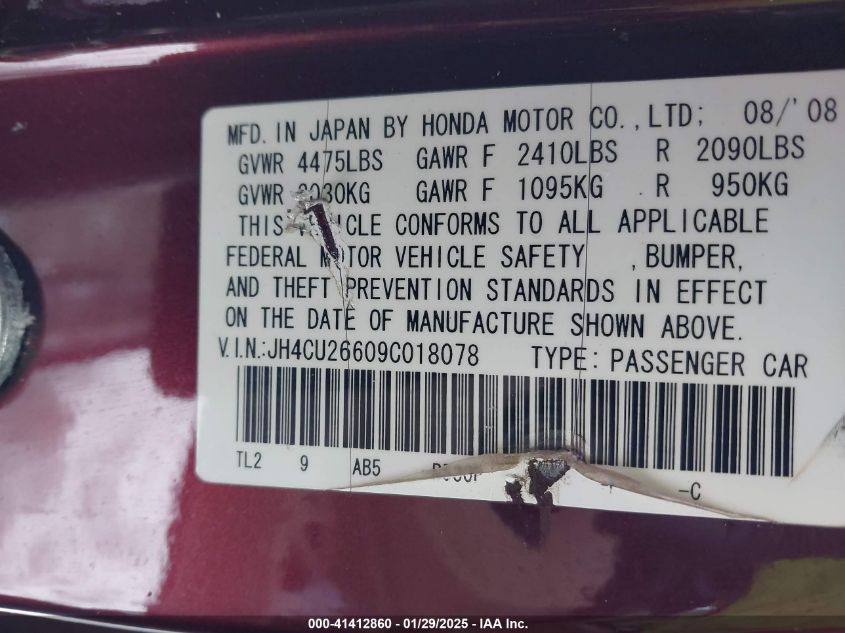 MFD. IN JAPAN BY HONDA MOTOR CO., LTD; 08/'08
GVWR 4475LBS GAWR F 2410LBS R 2090LBS
GVWR KG GAWR F 1095KG R 950KG
THIS CONFORMS TO ALL APPLICABLE
FEDERAL MOTOR VEHICLE SAFETY , BUMPER,
AND THEFT PREVENTION STANDARDS IN EFFECT
ON THE DATE OF MANUFACTURE SHOWN ABOVE.
V.I.N.:JH4CU26609C018078 TYPE: PASSENGER CAR
TL2 9 AB5 -C
000-41412860 - 01/29/2025 - IAA Inc.